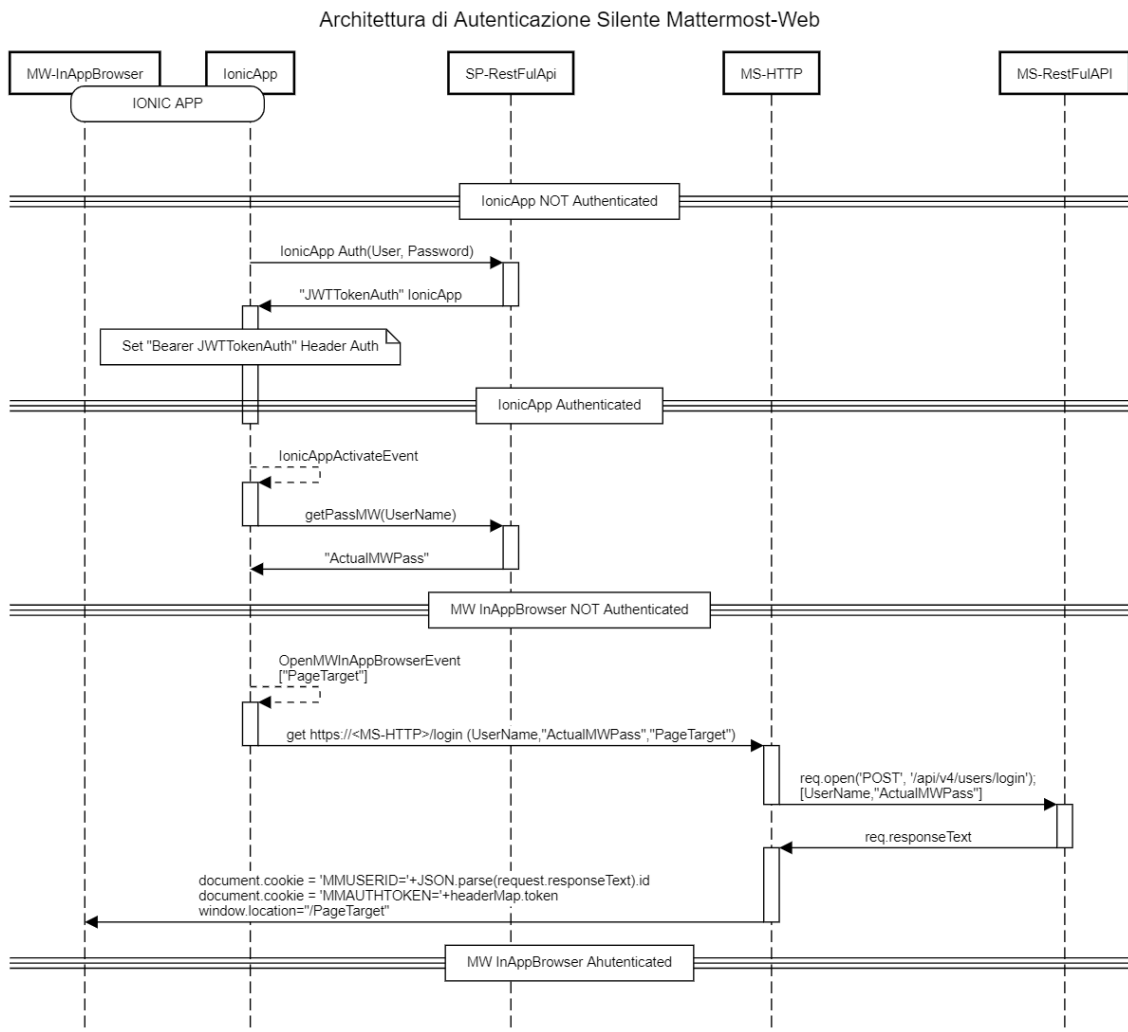 Architettura di Autenticazione Silente Mattermost-Web
MW-InAppBrowser
IonicApp
SP-RestFulApi
MS-HTTP
MS-RestFulAPI
IONIC APP
IonicApp NOT Authenticated
IonicApp Auth(User, Password)
"JWTTokenAuth" IonicApp
Set "Bearer JWTTokenAuth" Header Auth
IonicApp Authenticated
IonicAppActivateEvent
getPassMW(UserName)
"ActualMWPass"
MW InAppBrowser NOT Authenticated
OpenMWInAppBrowserEvent
["PageTarget"]
get https://<MS-HTTP>/login (UserName,"ActualMWPass","PageTarget")
req.open('POST', '/api/v4/users/login');
[UserName,"ActualMWPass"]
req.responseText
document.cookie = 'MMUSERID='+JSON.parse(request.responseText).id
document.cookie = 'MMAUTHTOKEN='+headerMap.token
window.location="/PageTarget"
MW InAppBrowser Ahutenticated